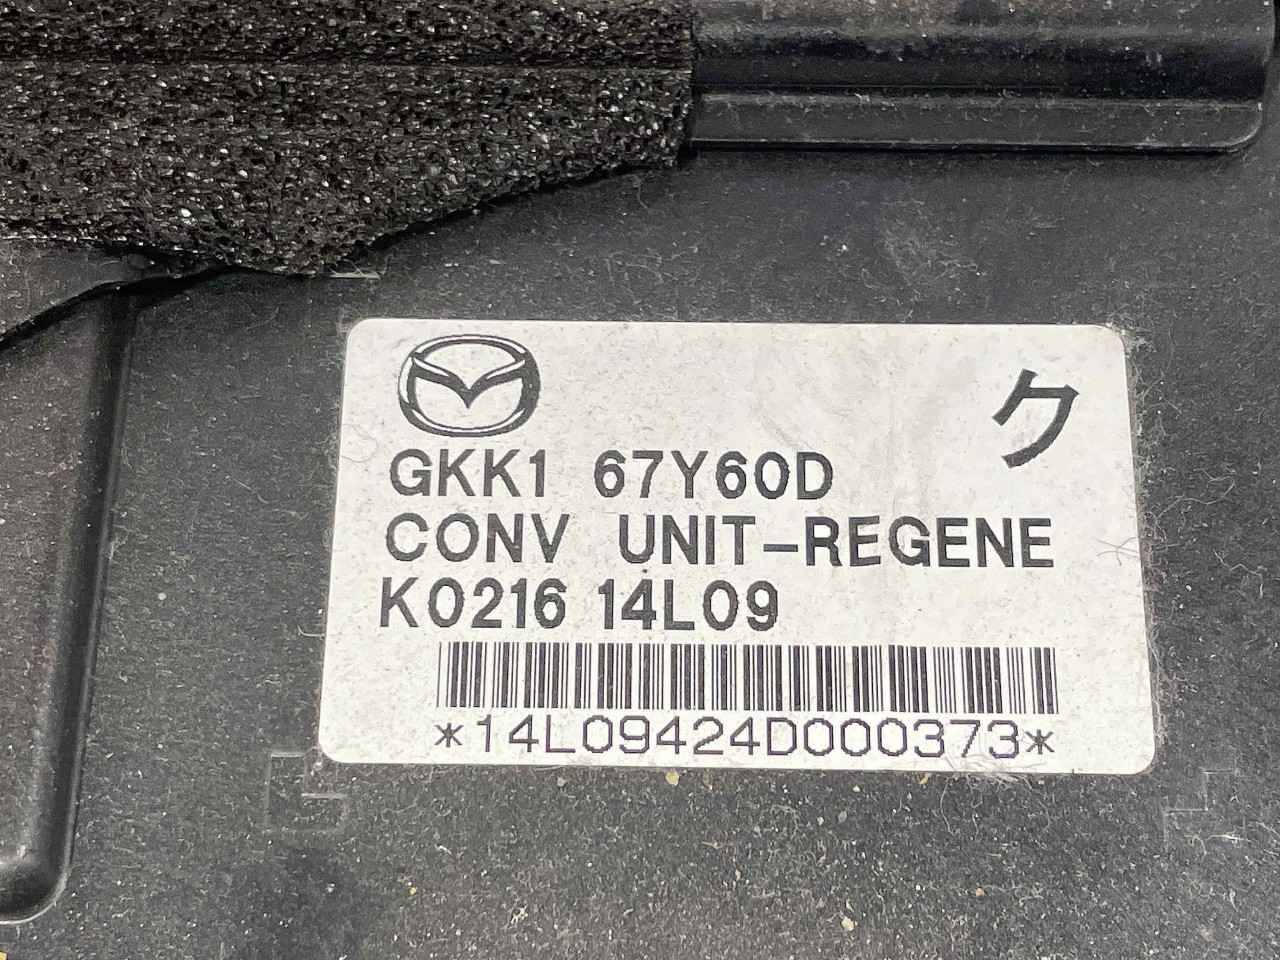 ク
GKK1 67Y60D
CONV UNIT-REGENE
K0216 14L09
*14L09424D000373*